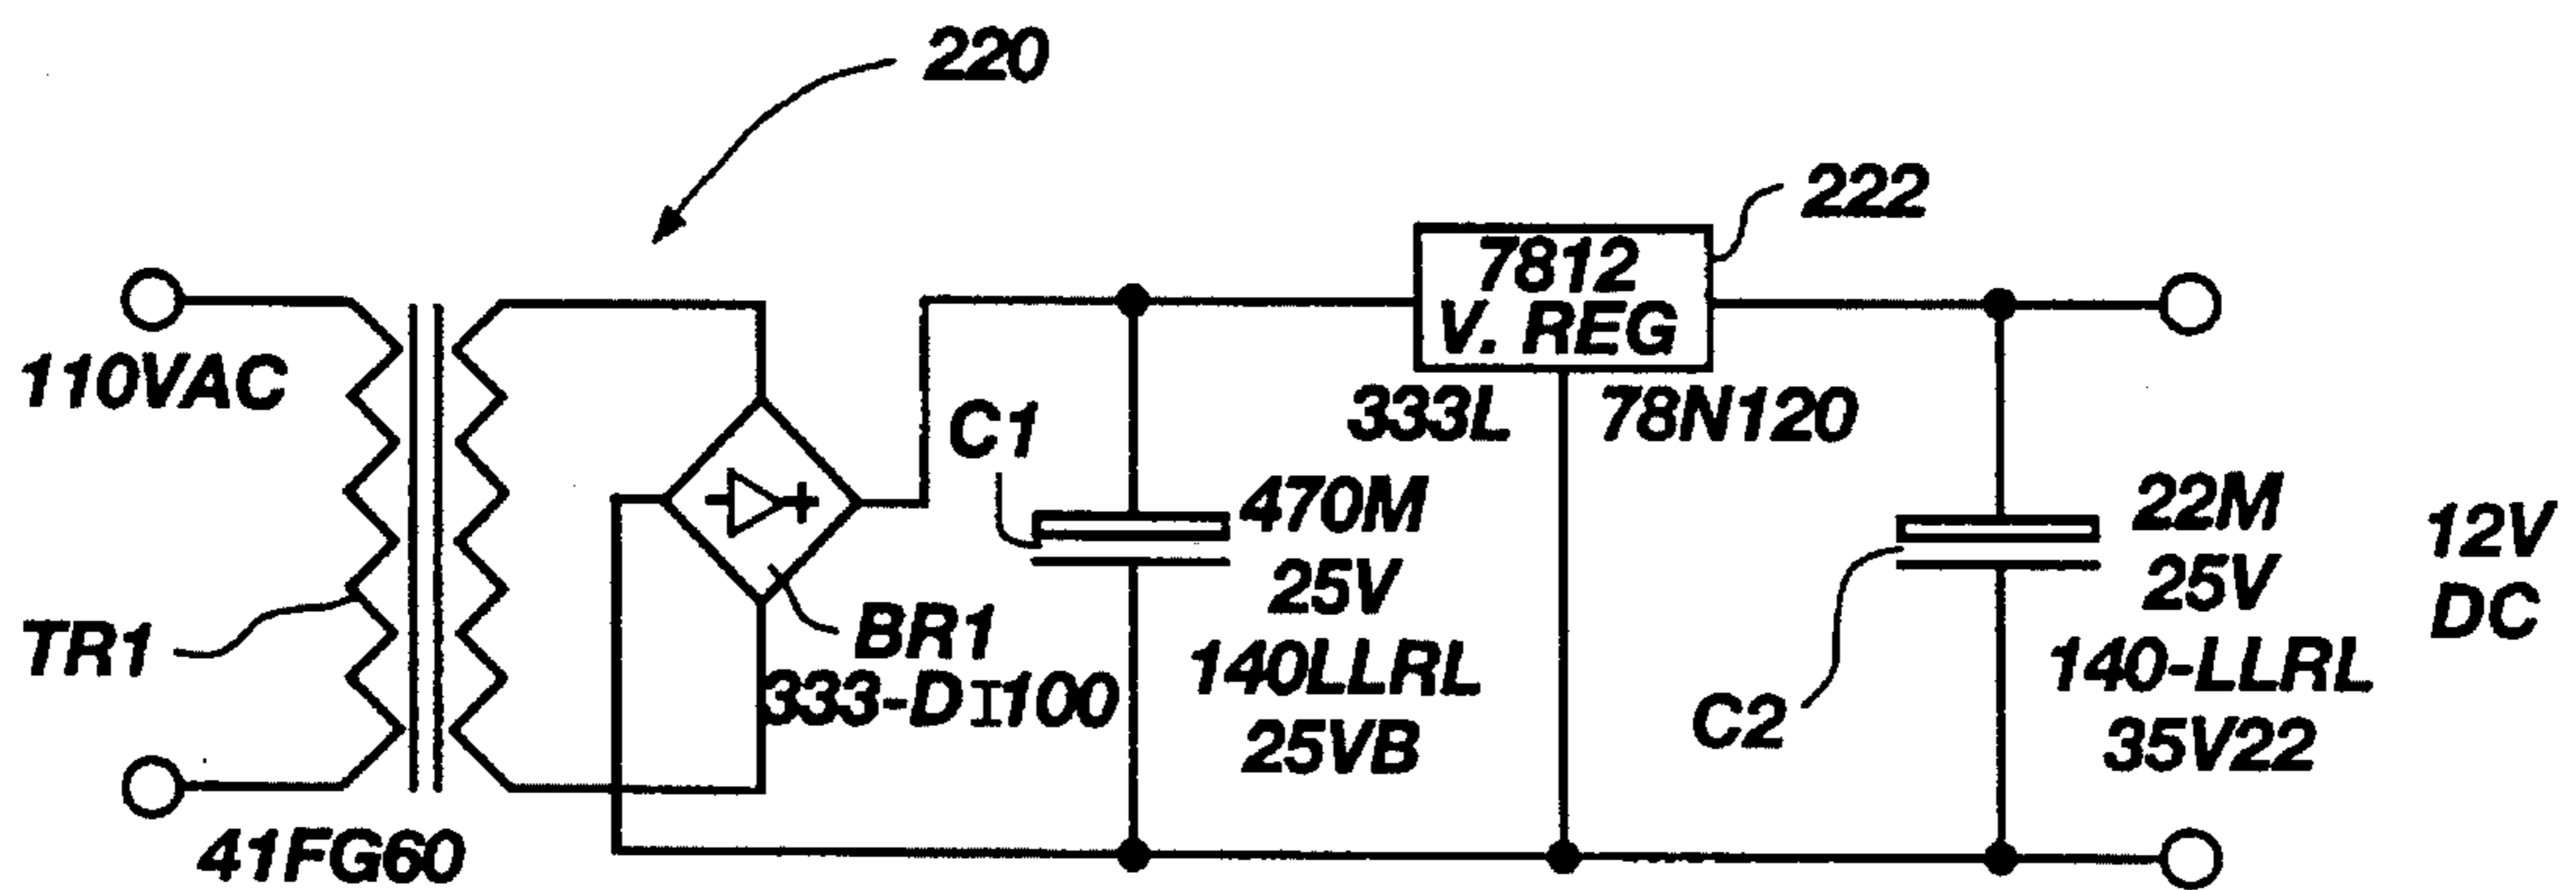 220
222
7812
V. REG
110VAC
333L
78N120
C1
470M
25V
140LLRL
25VB
22M
25V
140-LLRL
35V22
12V
DC
TR1
BR1
333-DI100
C2
41FG60